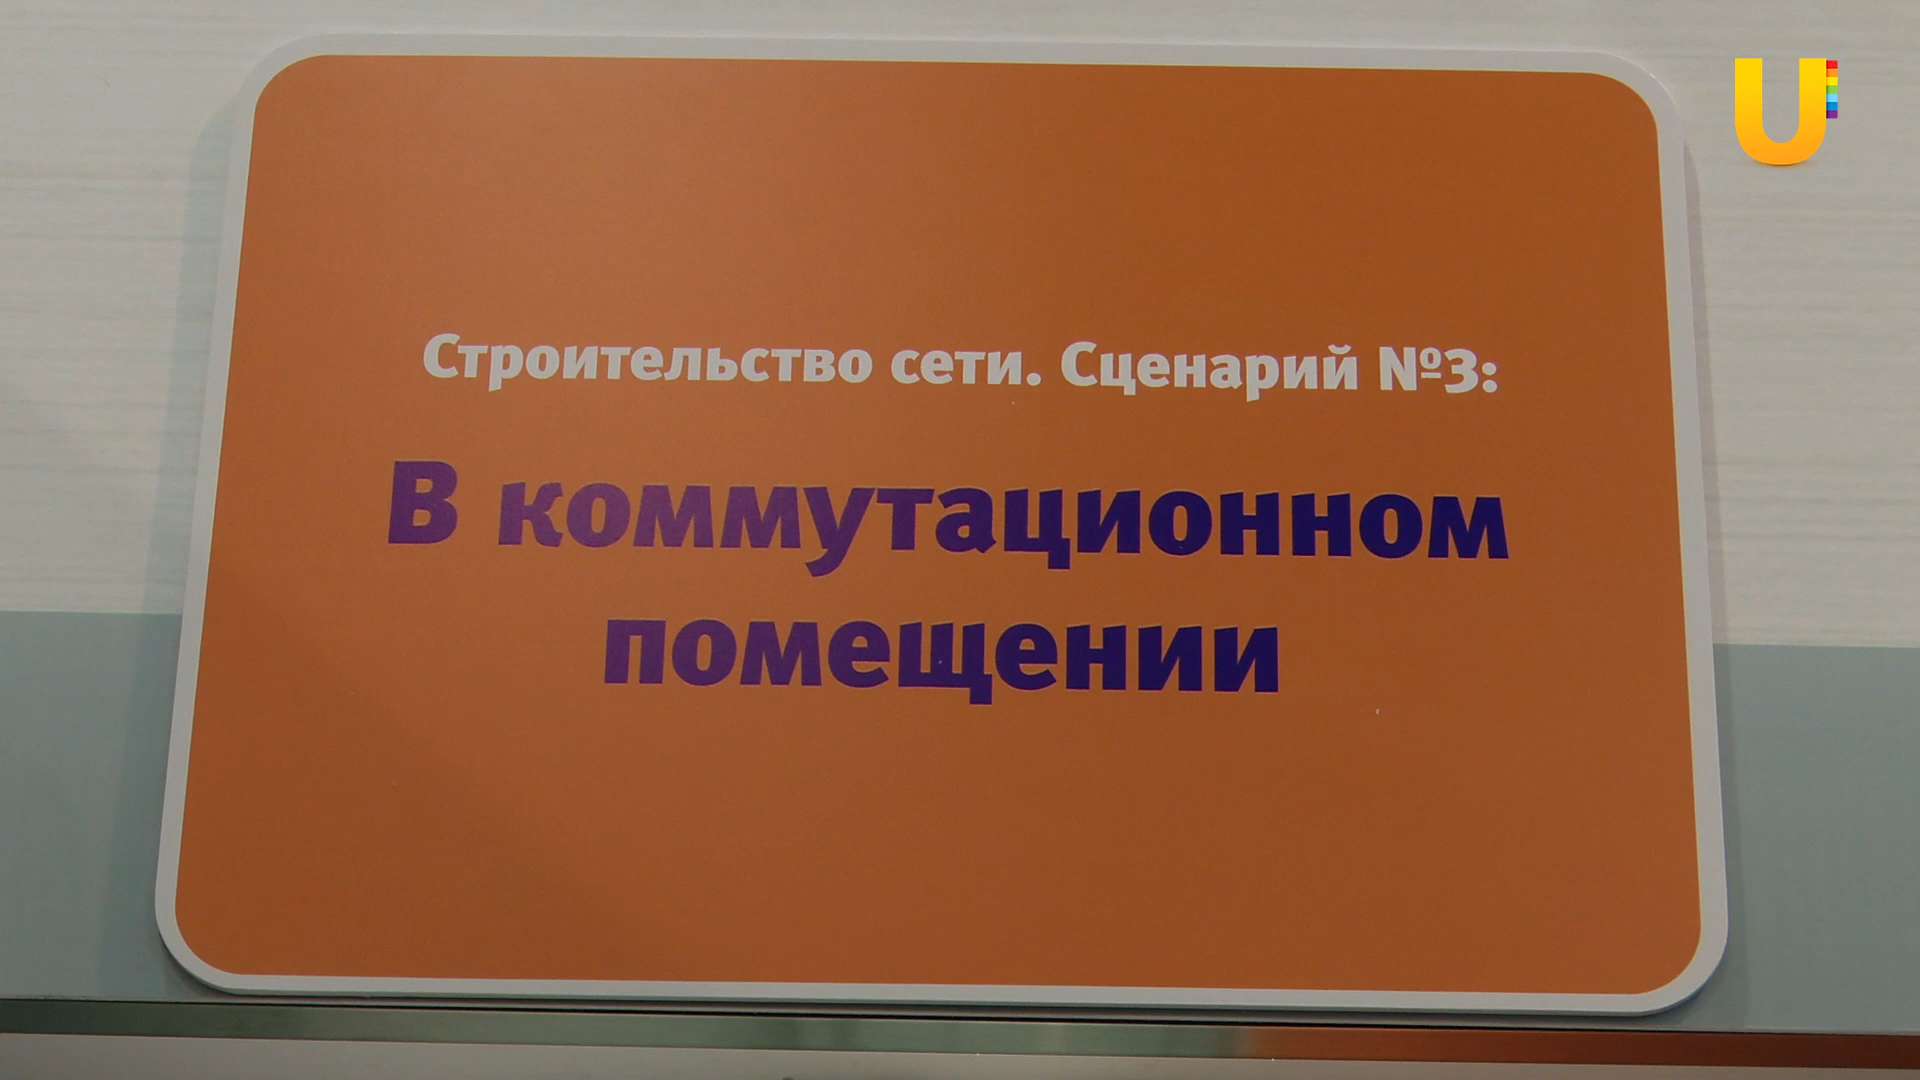 U
Строительство сети. Сценарий №3:
В коммутационном
помещении